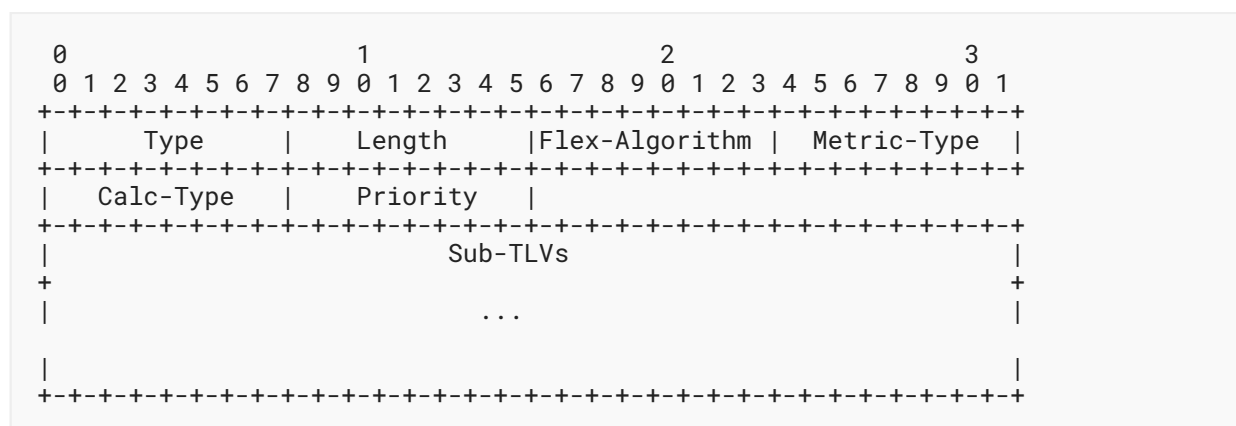 0                   1                   2                   3
 0 1 2 3 4 5 6 7 8 9 0 1 2 3 4 5 6 7 8 9 0 1 2 3 4 5 6 7 8 9 0 1
+-+-+-+-+-+-+-+-+-+-+-+-+-+-+-+-+-+-+-+-+-+-+-+-+-+-+-+-+-+-+-+-+
|      Type     |    Length     |Flex-Algorithm |  Metric-Type  |
+-+-+-+-+-+-+-+-+-+-+-+-+-+-+-+-+-+-+-+-+-+-+-+-+-+-+-+-+-+-+-+-+
|   Calc-Type   |    Priority   |
+-+-+-+-+-+-+-+-+-+-+-+-+-+-+-+-+-+-+-+-+-+-+-+-+-+-+-+-+-+-+-+-+
|                          Sub-TLVs                             |
+                                                               +
|                            ...                                |
|                                                               |
+-+-+-+-+-+-+-+-+-+-+-+-+-+-+-+-+-+-+-+-+-+-+-+-+-+-+-+-+-+-+-+-+